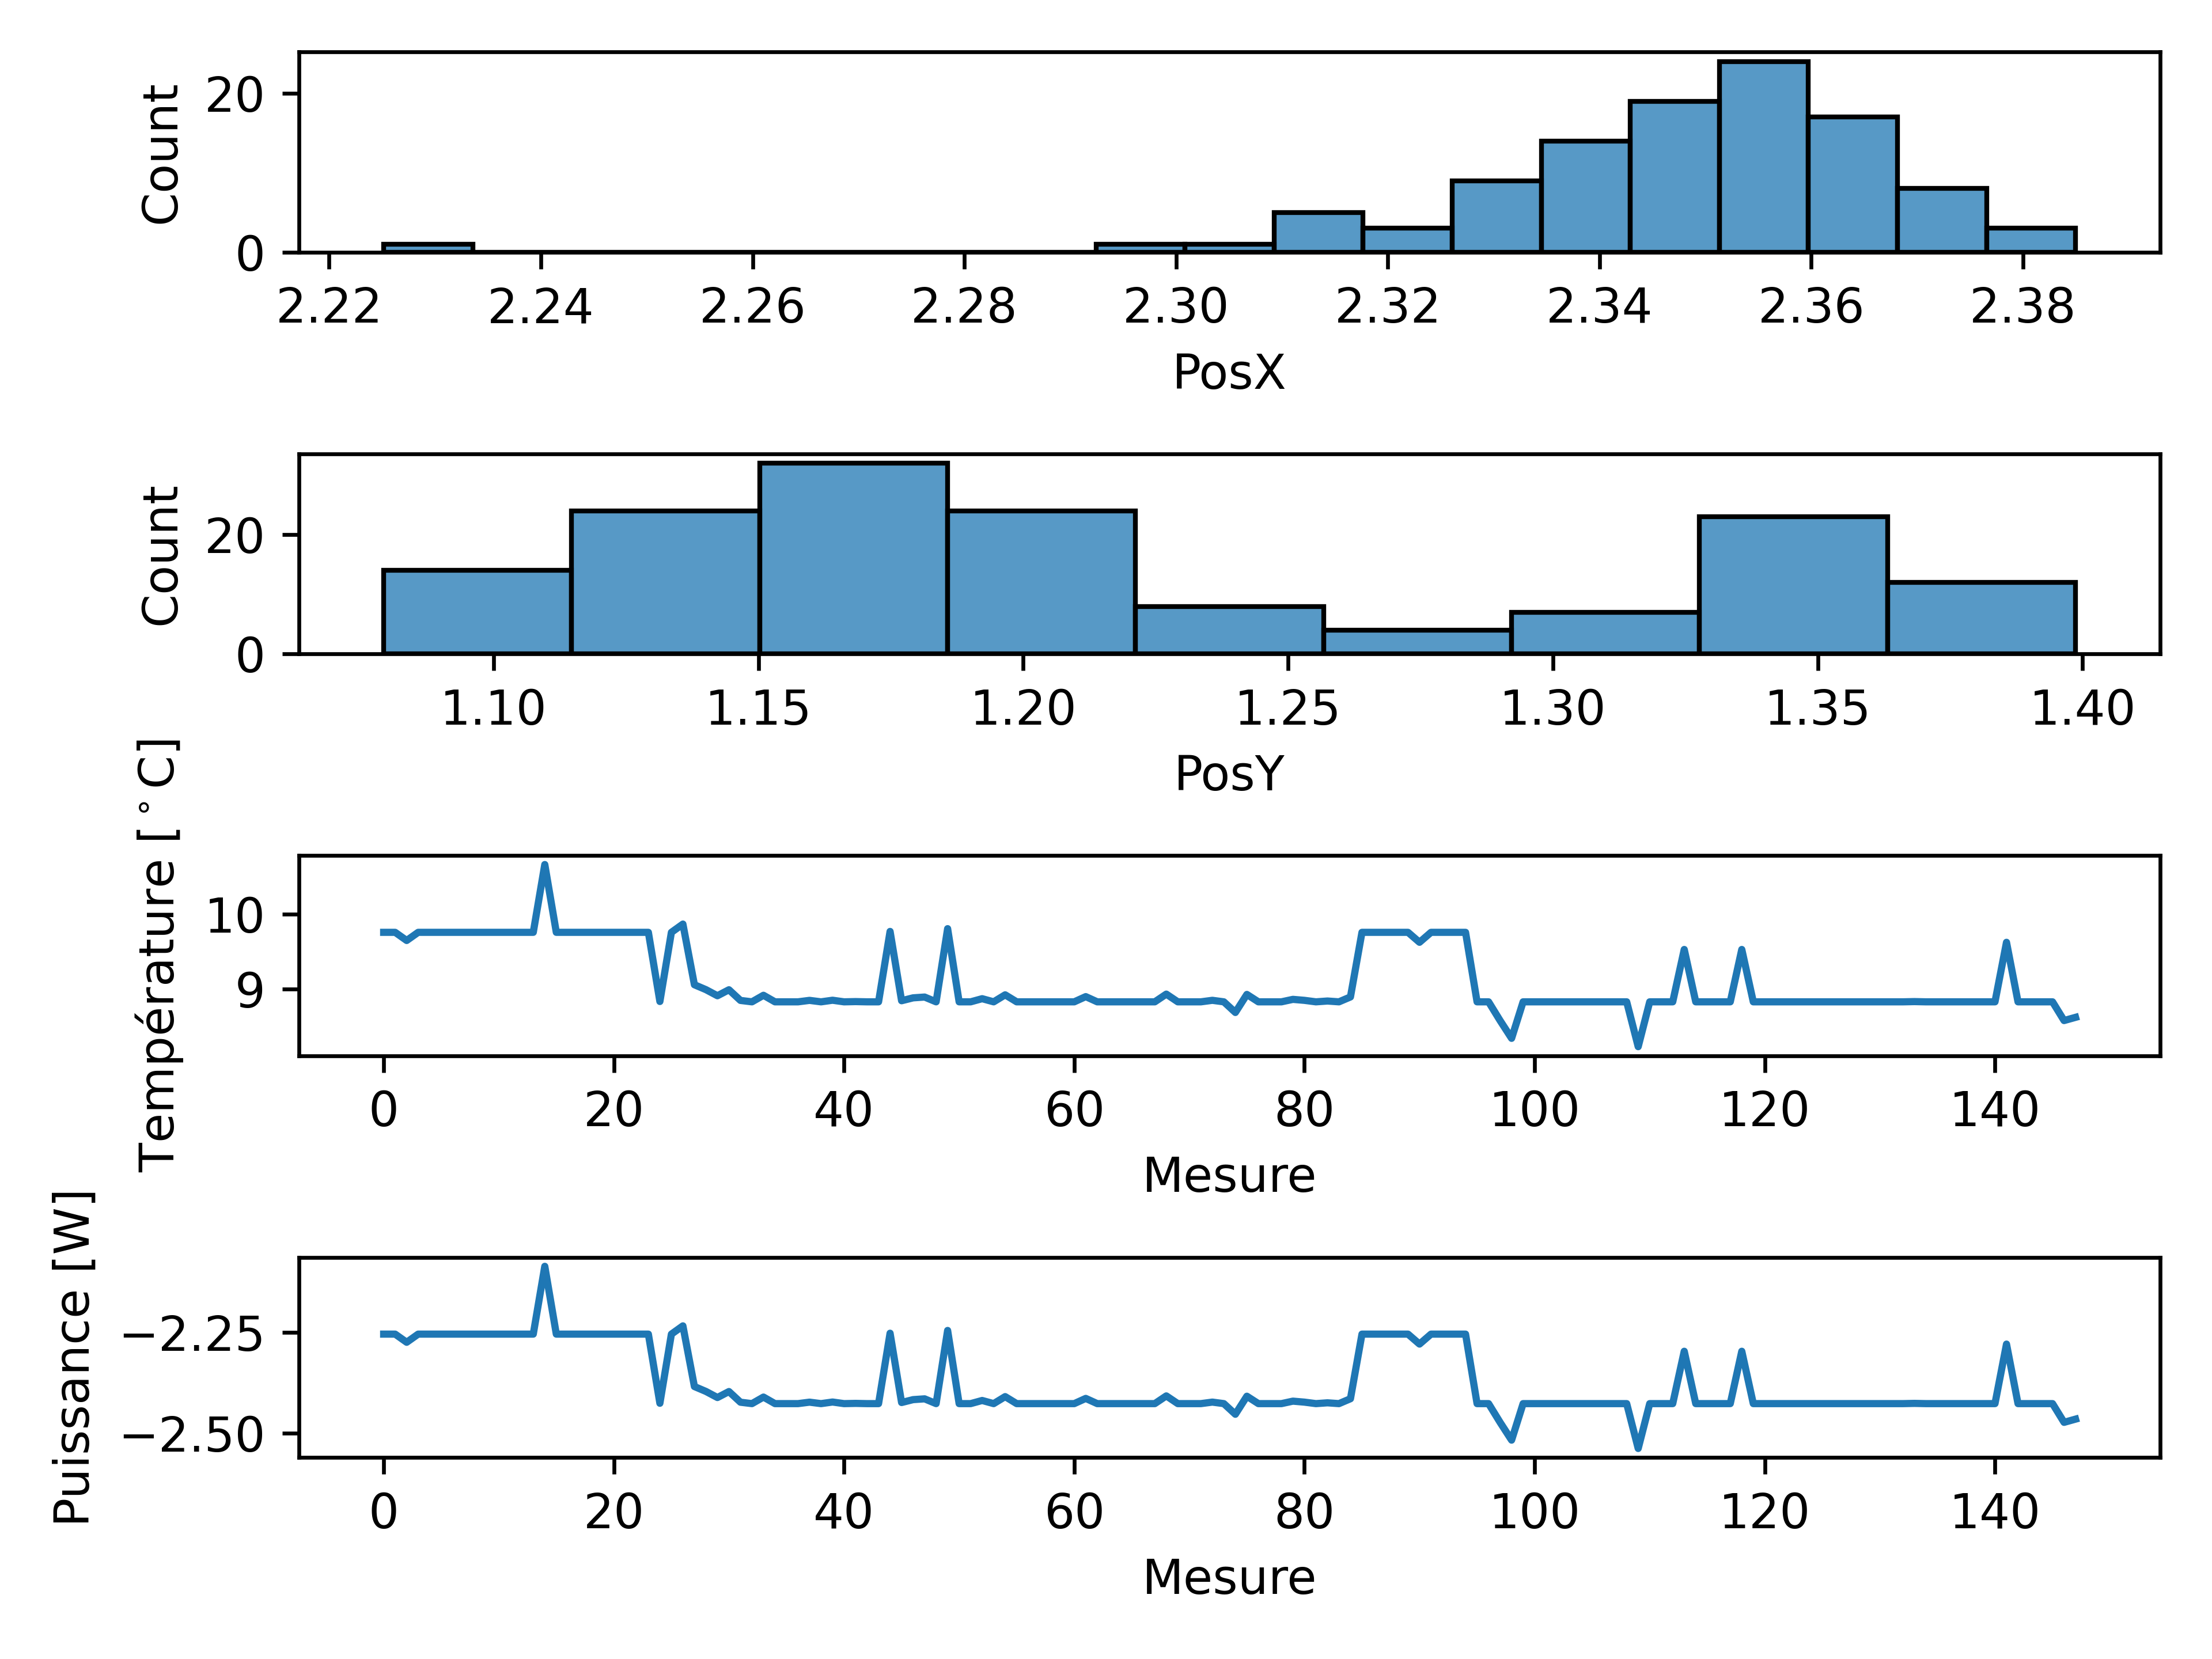 Count
20
0
2.22 2.24 2.26 2.28 2.30 2.32 2.34 2.36 2.38
PosX
Count
20
0
1.10 1.15 1.20 1.25 1.30 1.35 1.40
PosY
Température [°C]
10
9
0 20 40 60 80 100 120 140
Mesure
Puissance [W]
−2.25
−2.50
0 20 40 60 80 100 120 140
Mesure